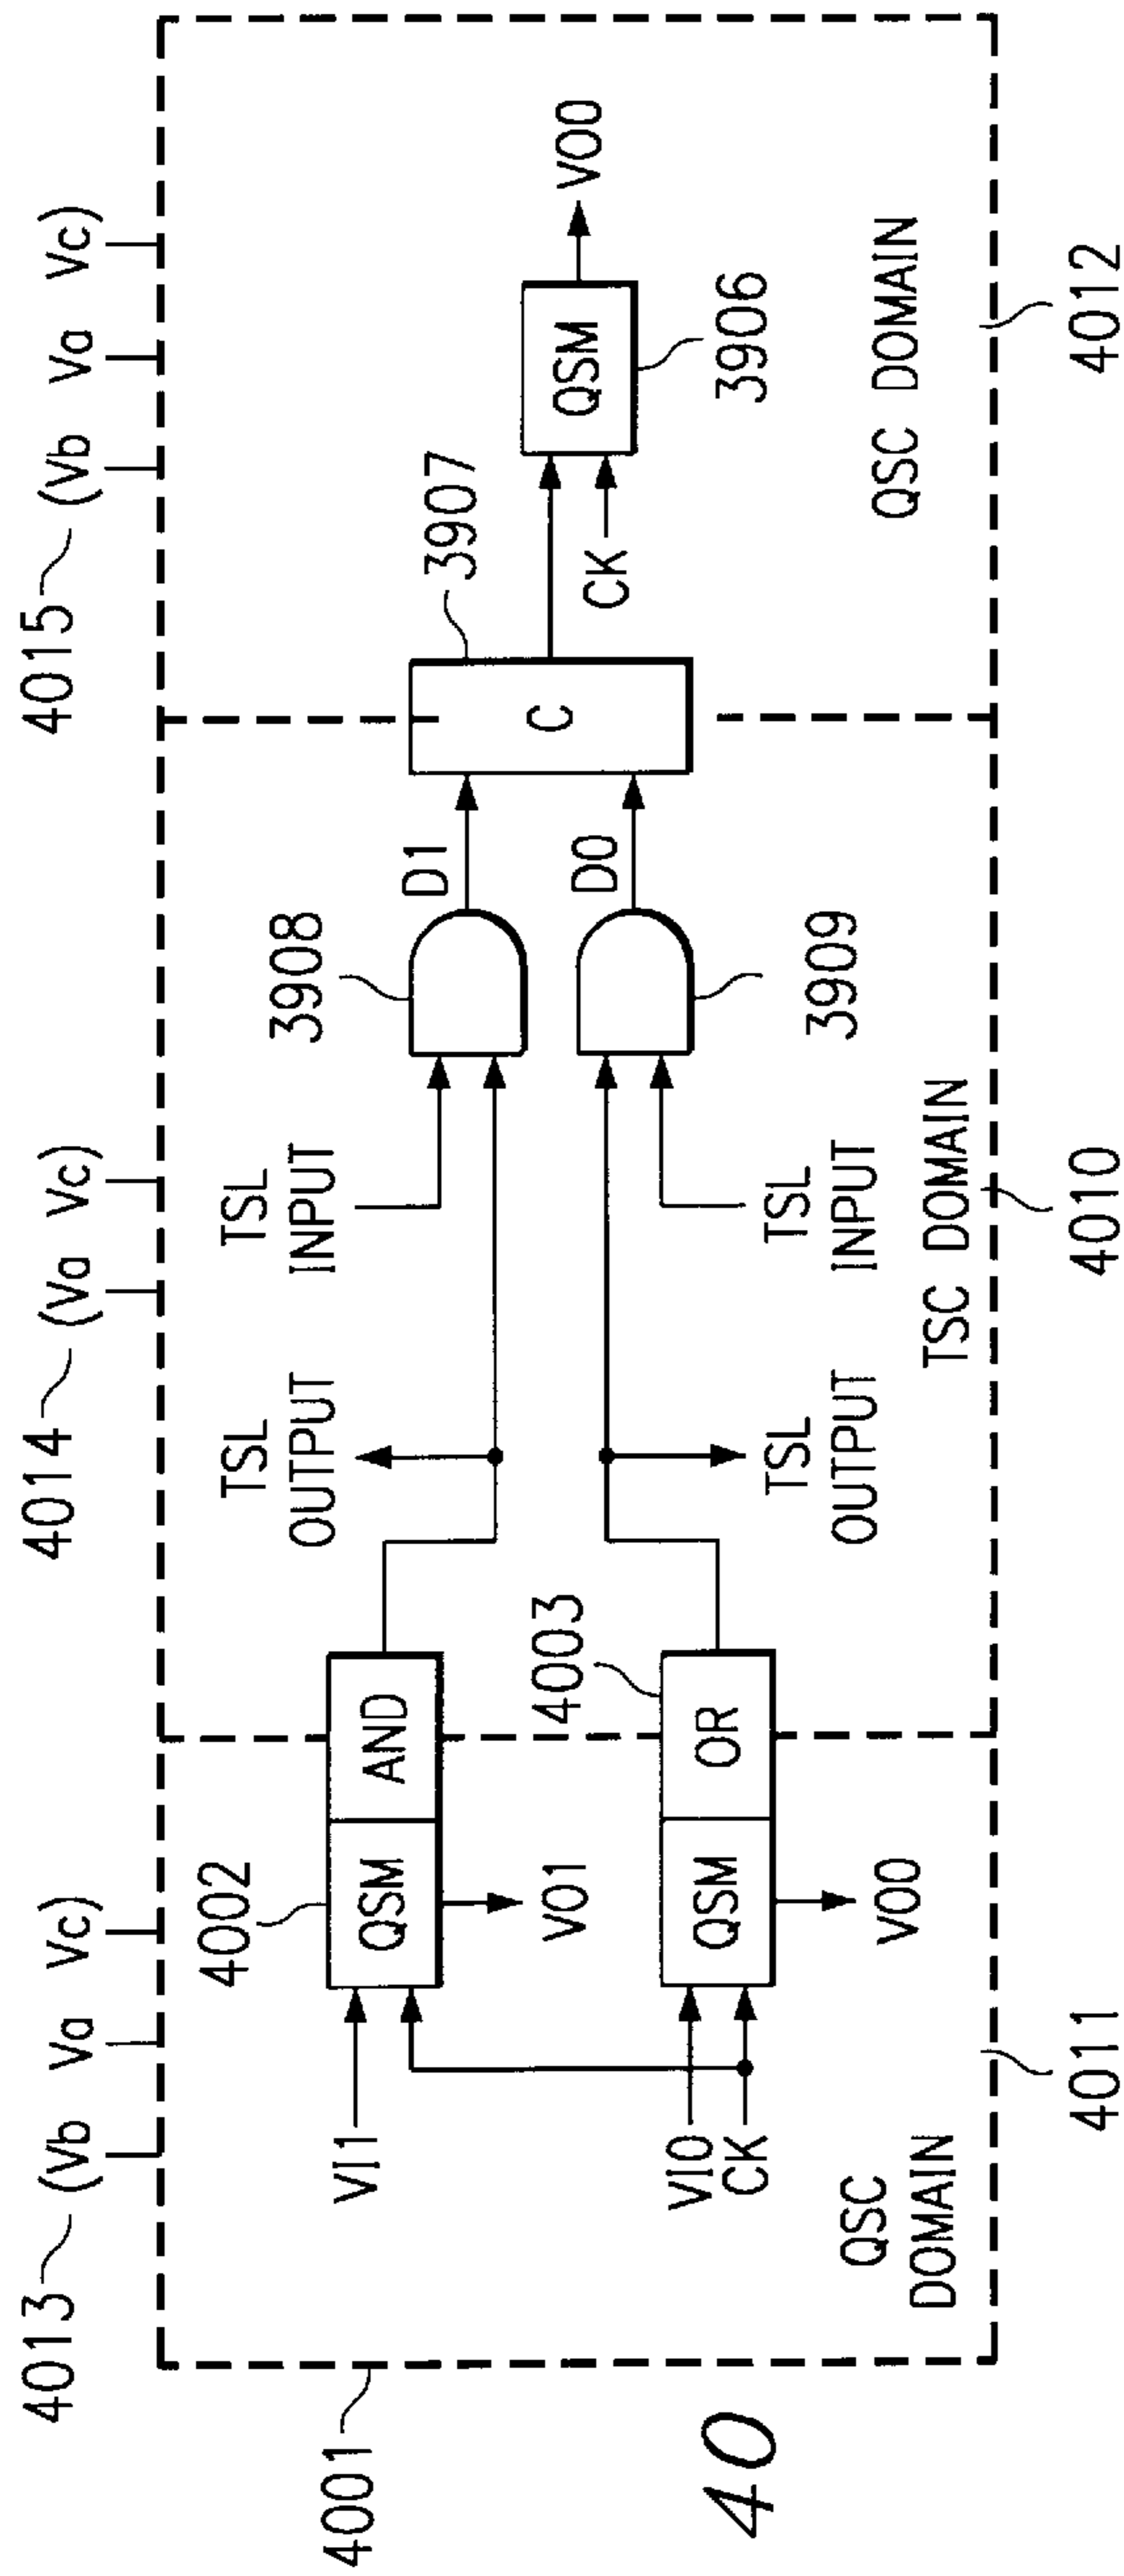 4013 (Vb Va Vc)
4014 (Va Vc)
4015 (Vb Va Vc)
4001
4002
QSM AND
VI1
VO1
4003
QSM OR
VI0
CK
VO0
QSC
DOMAIN
4011
TSL
OUTPUT
TSL
INPUT
3908
D1
TSL
OUTPUT
TSL
INPUT
3909
D0
TSC DOMAIN
4010
C
3907
CK
QSM
3906
VO0
QSC DOMAIN
4012
40